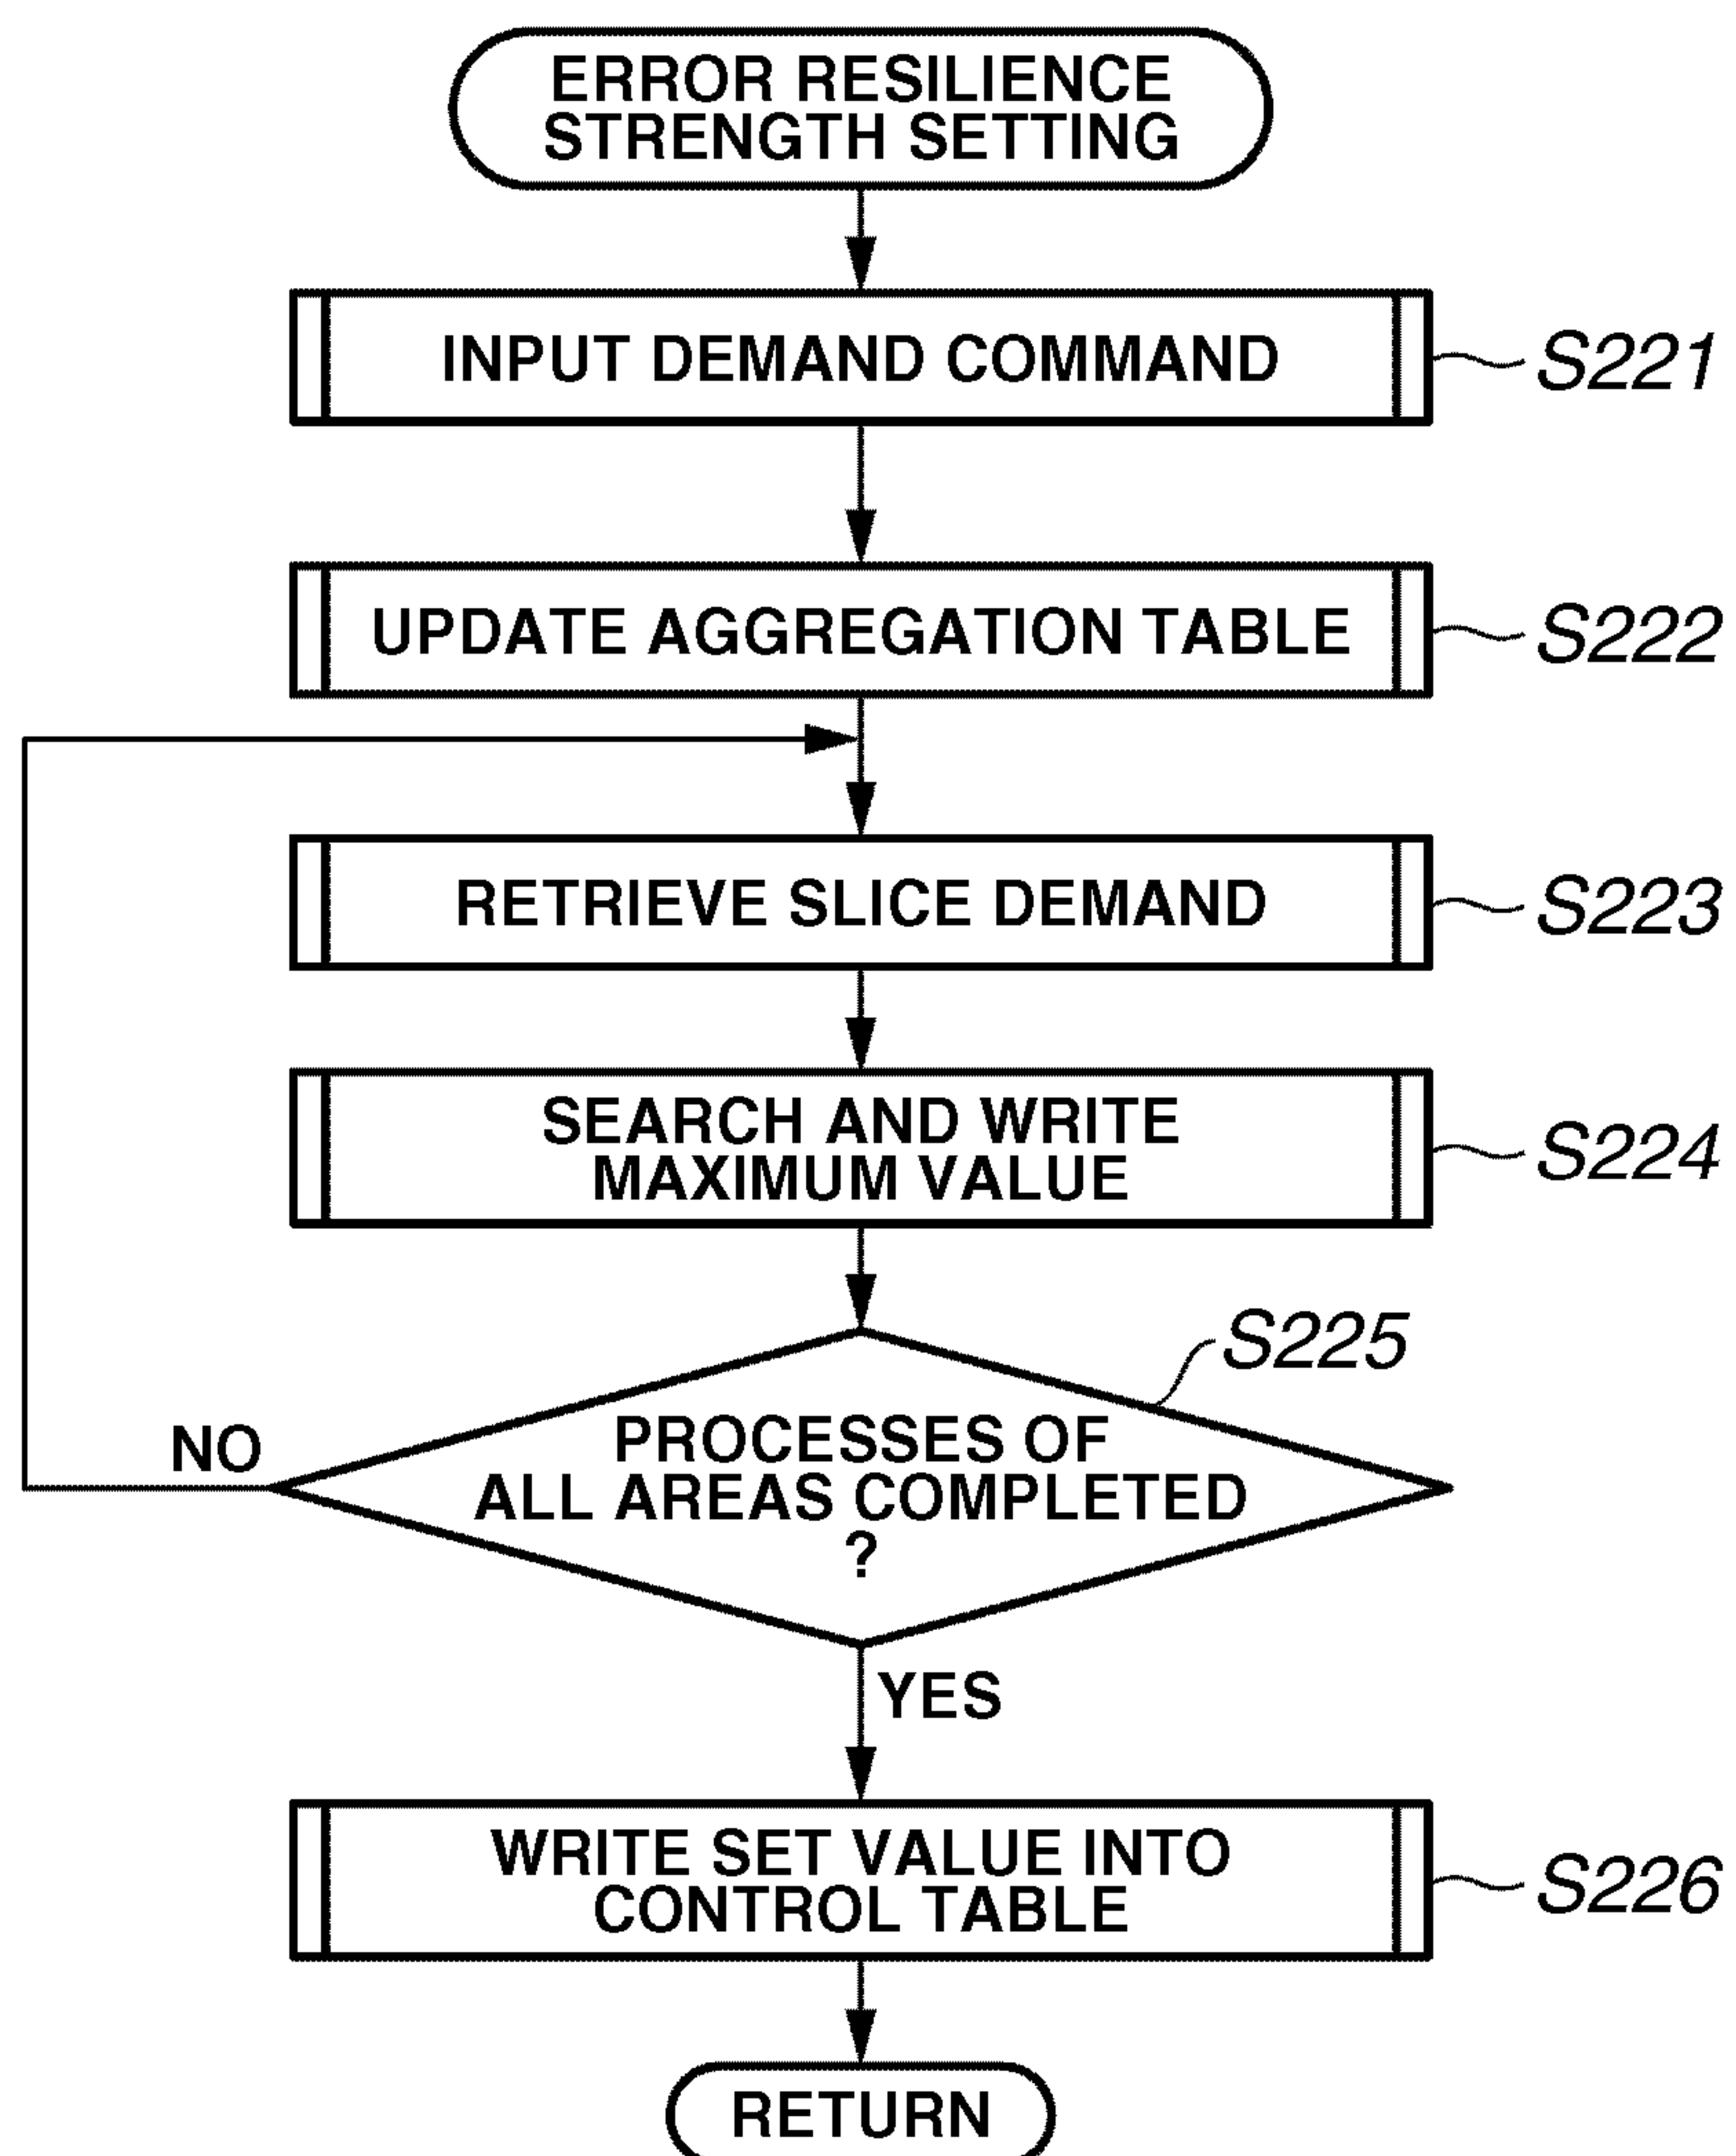 ERROR RESILIENCE
STRENGTH SETTING
INPUT DEMAND COMMAND
S221
UPDATE AGGREGATION TABLE
S222
RETRIEVE SLICE DEMAND
S223
SEARCH AND WRITE
MAXIMUM VALUE
S224
S225
PROCESSES OF
ALL AREAS COMPLETED
?
NO
YES
WRITE SET VALUE INTO
CONTROL TABLE
S226
RETURN